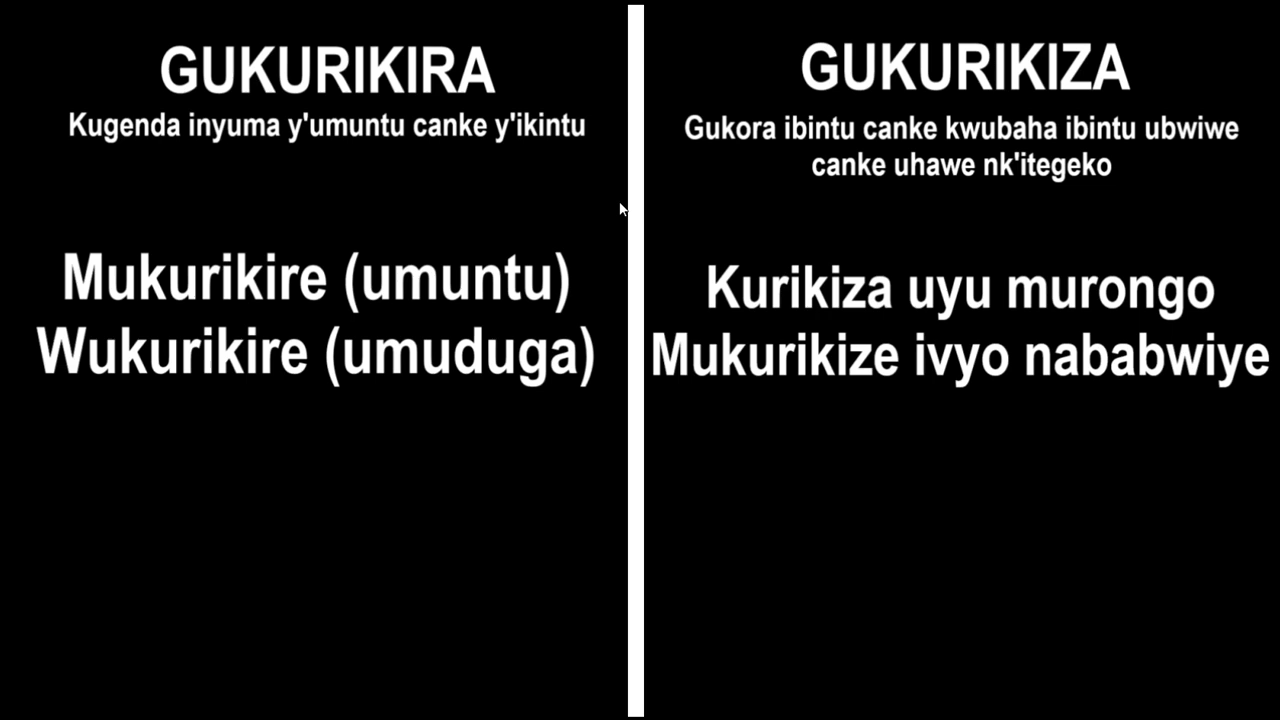 GUKURIKIRA
Kugenda inyuma y'umuntu canke y'ikintu
Mukurikire (umuntu)
Wukurikire (umuduga)
GUKURIKIZA
Gukora ibintu canke kwubaha ibintu ubwiwe
canke uhawe nk'itegeko
Kurikiza uyu murongo
Mukurikize ivyo nababwiye